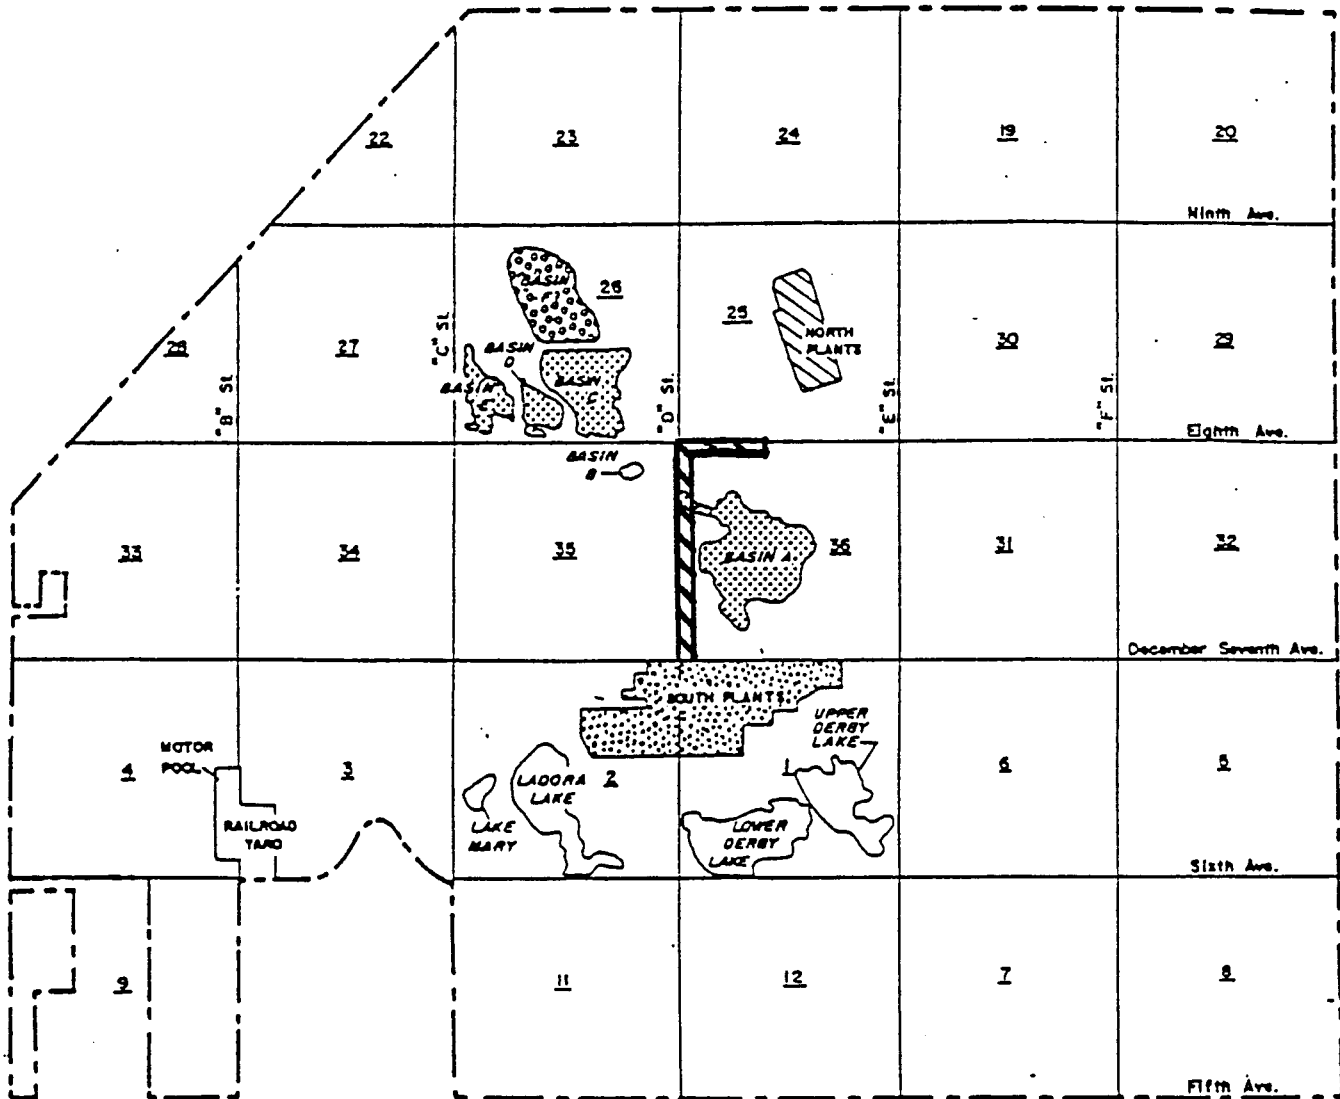 22
23
24
19
20
Ninth Ave.
BASIN
F
26
25
NORTH
PLANTS
30
29
28
27
"B" St.
"C" St.
"D" St.
"E" St.
"F" St.
BASIN
D
BASIN
BASIN
C
Eighth Ave.
BASIN
B
33
34
35
BASIN A
36
31
32
December Seventh Ave.
SOUTH PLANTS
UPPER
DERBY
LAKE
MOTOR
POOL
4
3
2
1
6
5
LADORA
LAKE
LAKE
MARY
RAILROAD
YARD
LOWER
DERBY
LAKE
Sixth Ave.
9
11
12
7
8
Fifth Ave.